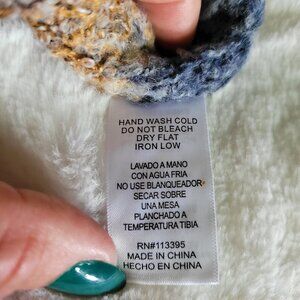 HAND WASH COLD
DO NOT BLEACH
DRY FLAT
IRON LOW
LAVADO A MANO
CON AGUA FRIA
NO USE BLANQUEADOR
SECAR SOBRE
UNA MESA
PLANCHADO A
TEMPERATURA TIBIA
RN#113395
MADE IN CHINA
HECHO EN CHINA